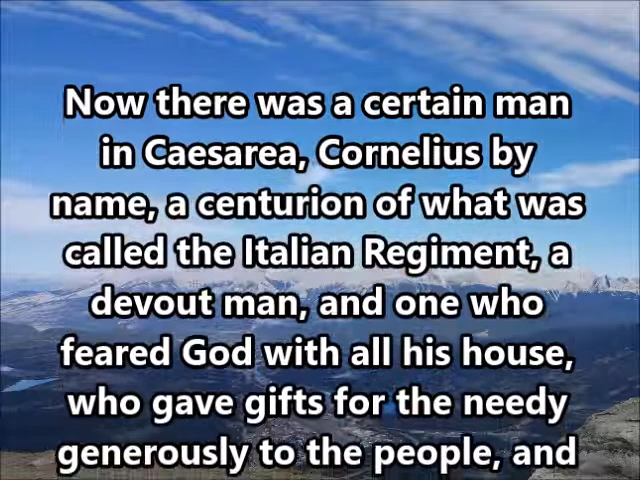 Now there was a certain man
in Caesarea, Cornelius by
name, a centurion of what was
called the Italian Regiment, a
devout man, and one who
feared God with all his house,
who gave gifts for the needy
generously to the people, and